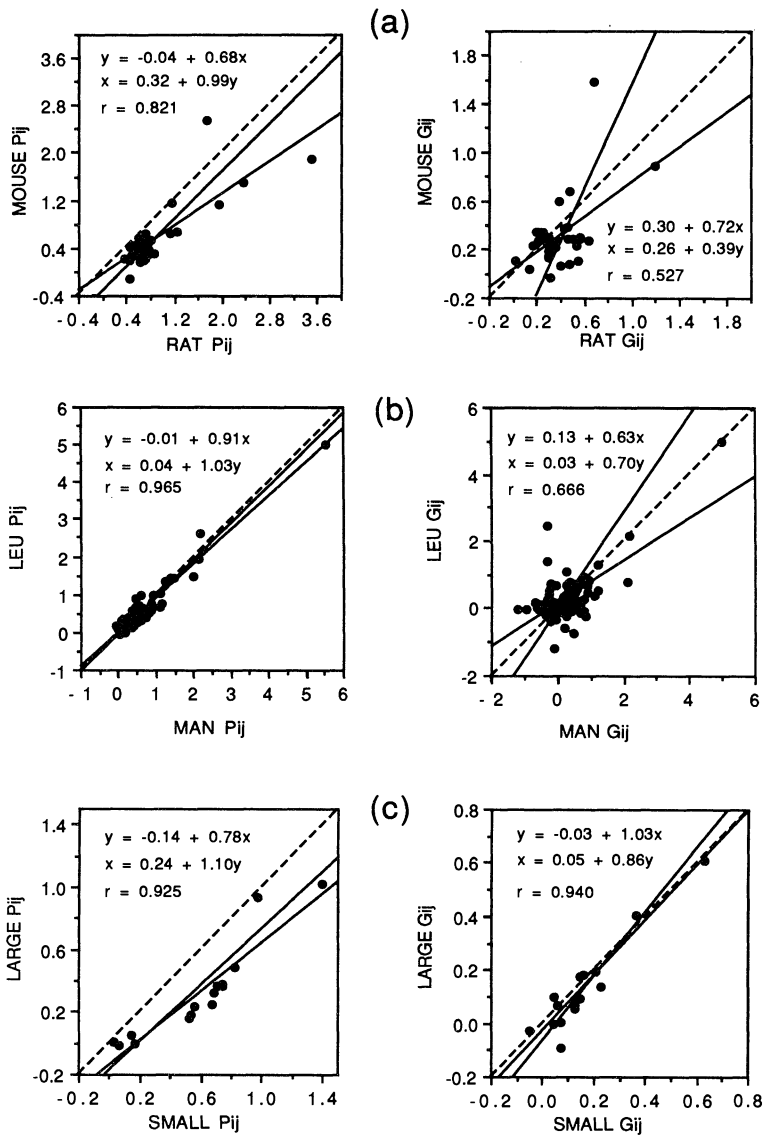 (a)
y = -0.04 + 0.68x
x = 0.32 + 0.99y
r = 0.821
MOUSE Pij
3.6
2.8
2.0
1.2
0.4
-0.4
-0.4 0.4 1.2 2.0 2.8 3.6
RAT Pij
MOUSE Gij
1.8
1.4
1.0
0.6
0.2
-0.2
y = 0.30 + 0.72x
x = 0.26 + 0.39y
r = 0.527
-0.2 0.2 0.6 1.0 1.4 1.8
RAT Gij
(b)
y = -0.01 + 0.91x
x = 0.04 + 1.03y
r = 0.965
LEU Pij
6
5
4
3
2
1
0
-1
-1 0 1 2 3 4 5 6
MAN Pij
y = 0.13 + 0.63x
x = 0.03 + 0.70y
r = 0.666
LEU Gij
6
4
2
0
-2
-2 0 2 4 6
MAN Gij
(c)
y = -0.14 + 0.78x
x = 0.24 + 1.10y
r = 0.925
LARGE Pij
1.4
1.0
0.6
0.2
-0.2
-0.2 0.2 0.6 1.0 1.4
SMALL Pij
y = -0.03 + 1.03x
x = 0.05 + 0.86y
r = 0.940
LARGE Gij
0.8
0.6
0.4
0.2
0.0
-0.2
-0.2 0.0 0.2 0.4 0.6 0.8
SMALL Gij